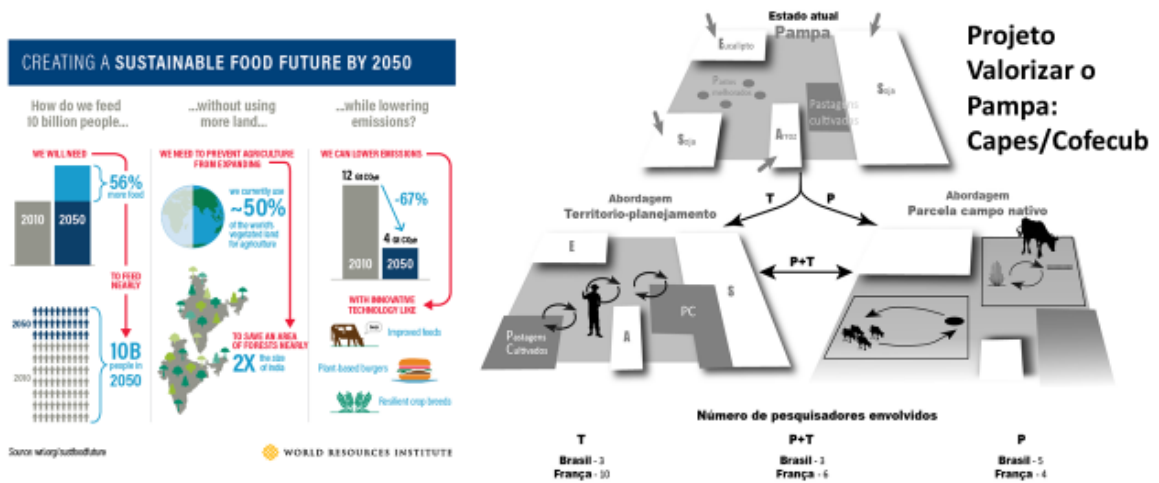 CREATING A SUSTAINABLE FOOD FUTURE BY 2050
How do we feed
10 billion people...
WE WILL NEED
56%
more food
2010
2050
TO FEED
NEARLY
2050
2010
10B
people in
2050
...without using
more land...
WE NEED TO PREVENT AGRICULTURE
FROM EXPANDING
we currently use
~50%
of the world's
vegetated land
for agriculture
TO SAVE AN AREA
OF FORESTS NEARLY
2X the size
of India
...while lowering
emissions?
WE CAN LOWER EMISSIONS
12 Gt CO₂e
-67%
4 Gt CO₂e
2010
2050
WITH INNOVATIVE
TECHNOLOGY LIKE
Improved feeds
Plant-based burgers
Resilient crop breeds
Source: wri.org/sustfoodfuture
WORLD RESOURCES INSTITUTE
Estado atual
Pampa
Eucalipto
Pastos
melhorados
Pastagens
cultivadas
Soja
Soja
Arroz
Projeto
Valorizar o
Pampa:
Capes/Cofecub
T
P
Abordagem
Territorio-planejamento
Abordagem
Parcela campo nativo
E
S
P+T
PC
A
Pastagens
Cultivados
Número de pesquisadores envolvidos
T
P+T
P
Brasil - 3
França - 10
Brasil - 3
França - 6
Brasil - 5
França - 4